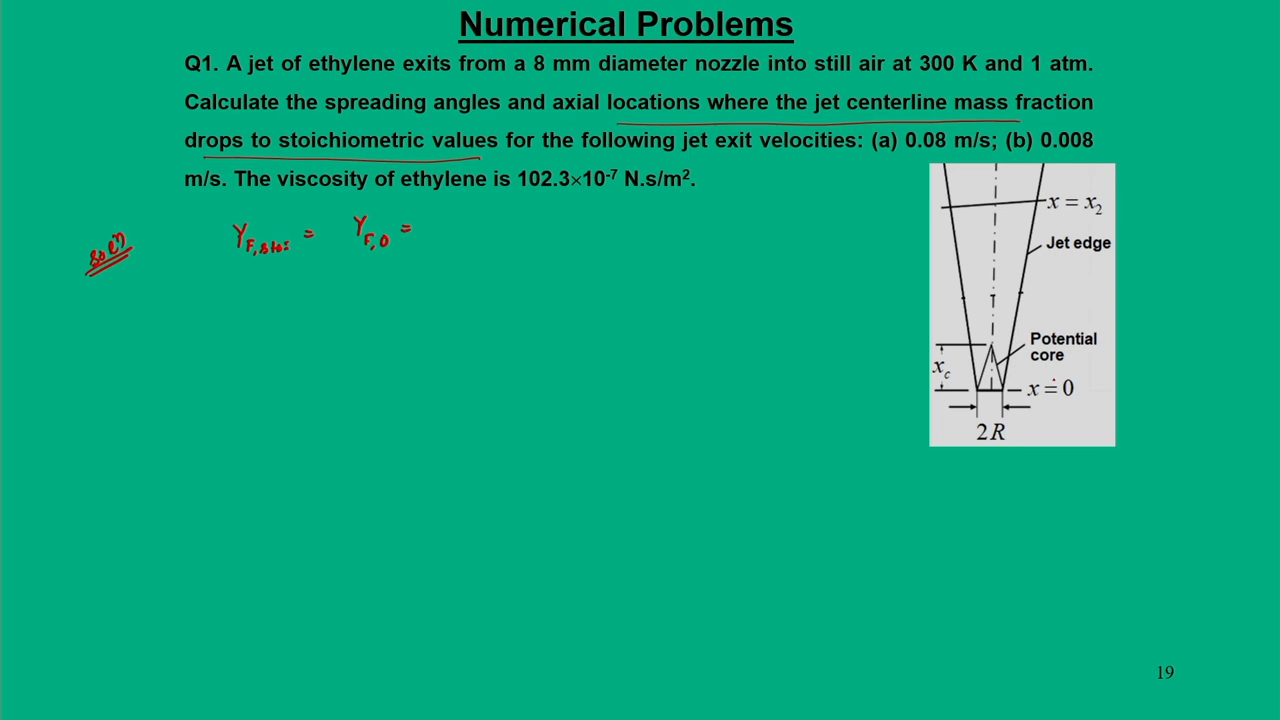 Numerical Problems
Q1. A jet of ethylene exits from a 8 mm diameter nozzle into still air at 300 K and 1 atm.
Calculate the spreading angles and axial locations where the jet centerline mass fraction
drops to stoichiometric values for the following jet exit velocities: (a) 0.08 m/s; (b) 0.008
m/s. The viscosity of ethylene is 102.3×10⁻⁷ N.s/m².
x = x₂
Sol'n
Y_F,stoi = Y_F,0 =
Jet edge
Potential
core
x_c
x = 0
2R
19